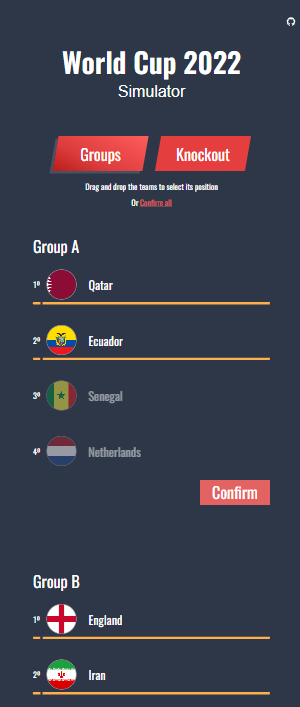 World Cup 2022
Simulator
Groups Knockout
Drag and drop the teams to select its position
Or Confirm all
Group A
1º Qatar
2º Ecuador
3º Senegal
4º Netherlands
Confirm
Group B
1º England
2º Iran